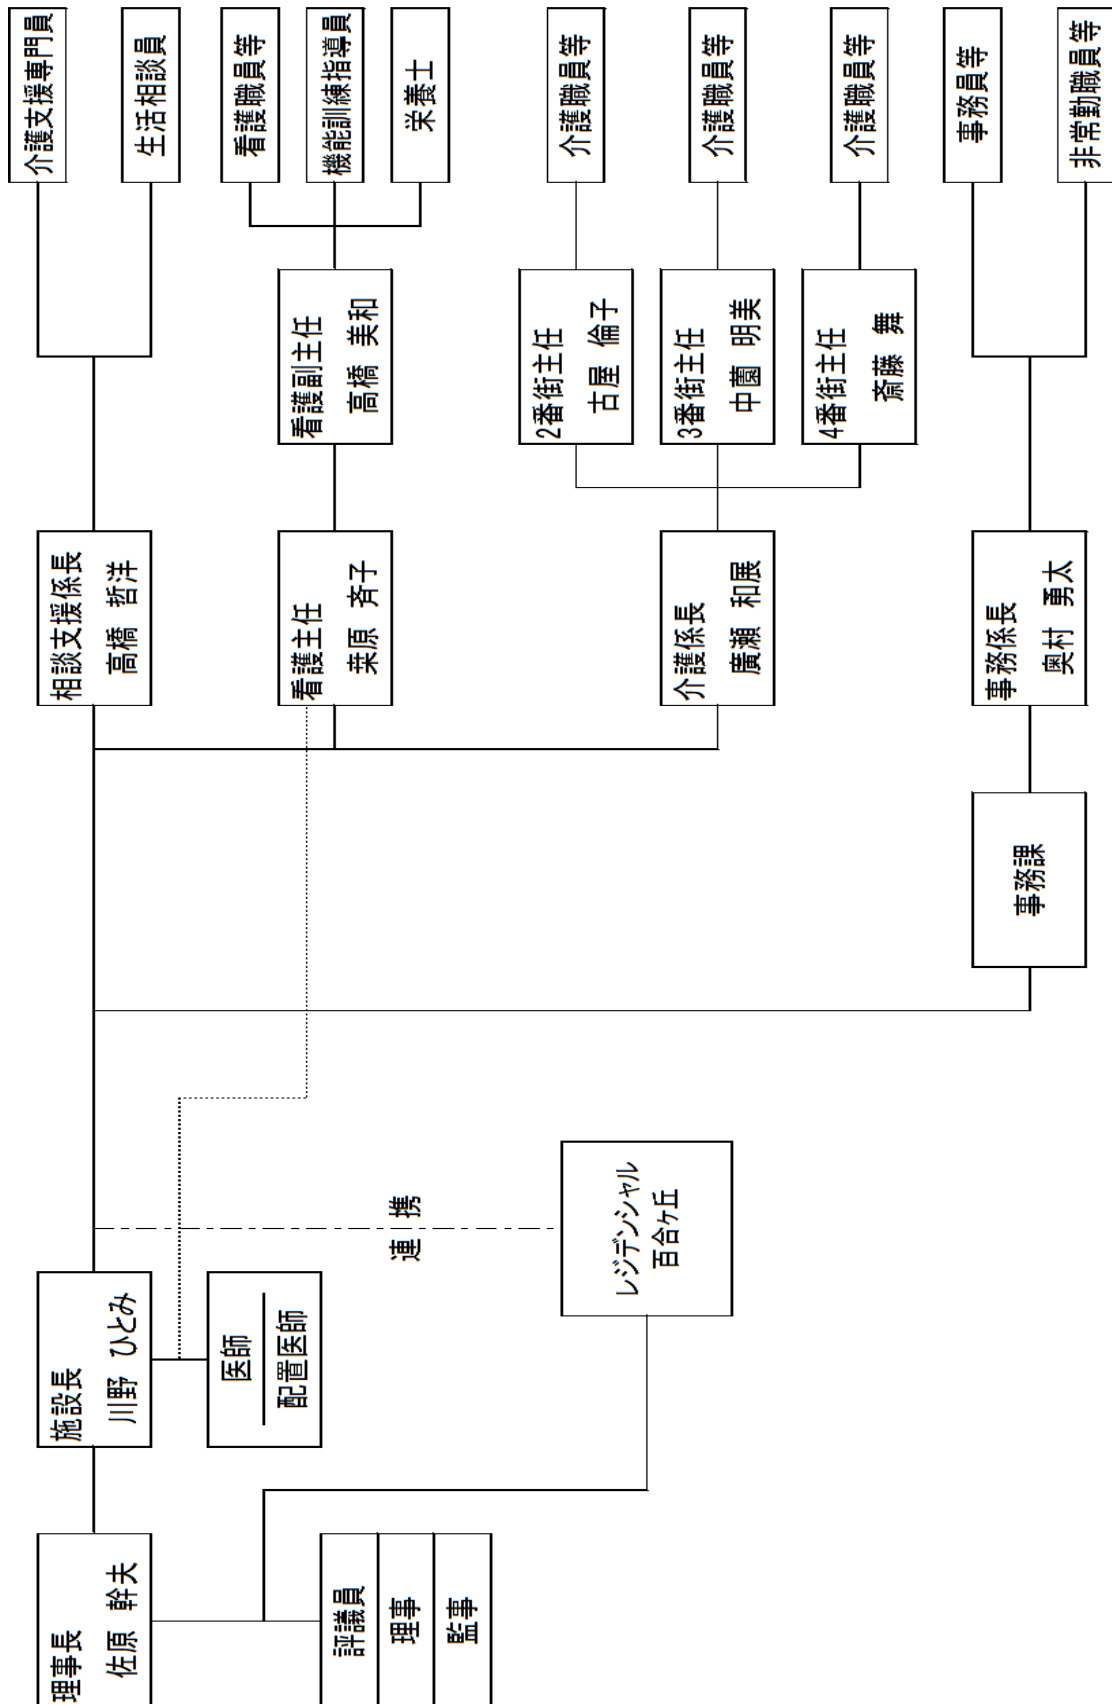 理事長
佐原 幹夫
評議員
理事
監事
施設長
川野 ひとみ
医師
配置医師
連 携
レジデンシャル
百合ヶ丘
事務課
相談支援係長
高橋 哲洋
看護主任
菜原 斉子
介護係長
廣瀬 和展
事務係長
奥村 勇太
看護副主任
高橋 美和
2番街主任
古屋 倫子
3番街主任
中薗 明美
4番街主任
斎藤 舞
介護支援専門員
生活相談員
看護職員等
機能訓練指導員
栄養士
介護職員等
介護職員等
介護職員等
事務員等
非常勤職員等